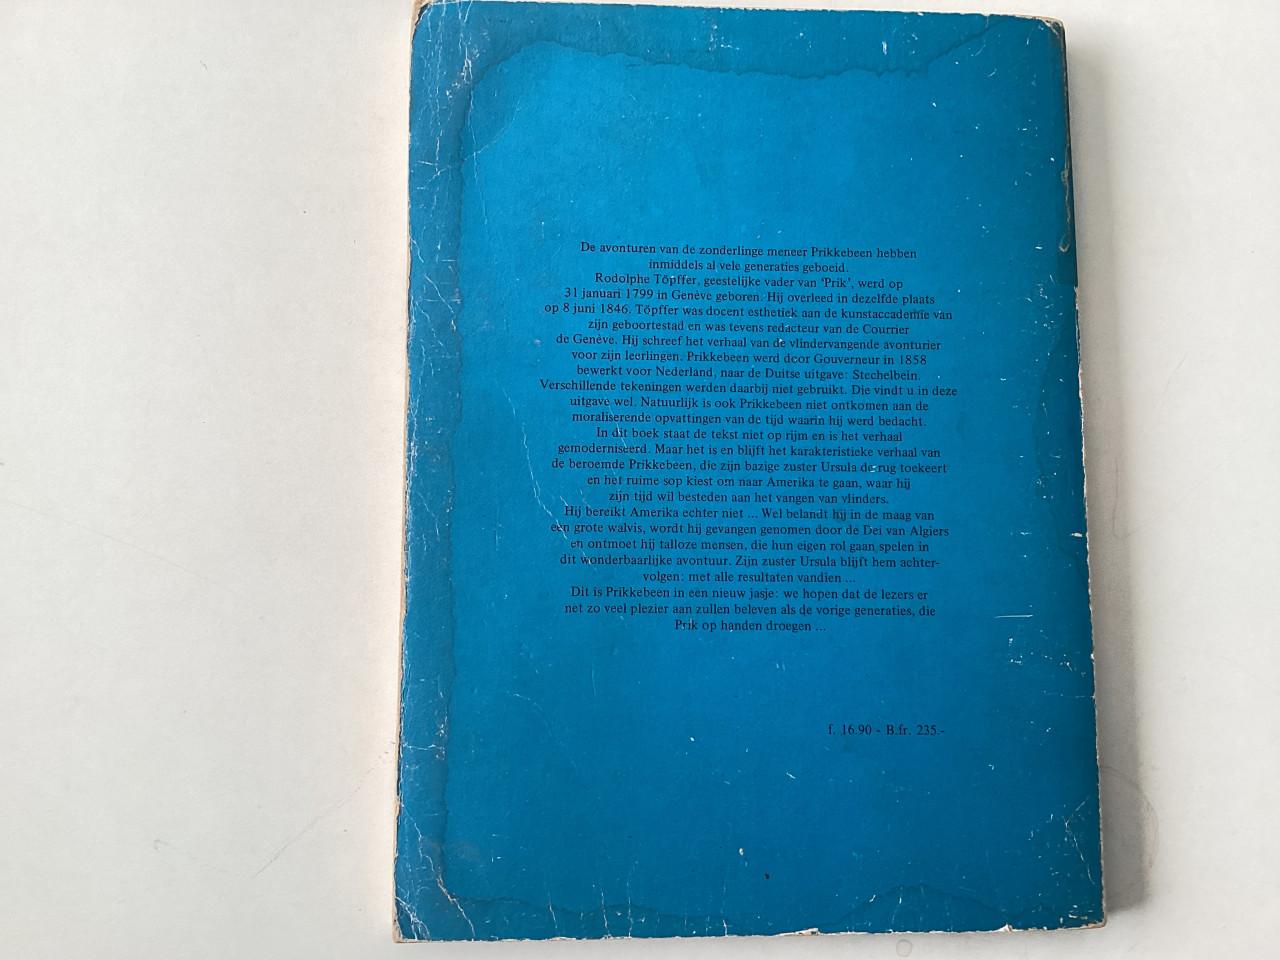 De avonturen van de zonderlinge meneer Prikkebeen hebben
inmiddels al vele generaties geboeid.
Rodolphe Töpffer, geestelijke vader van 'Prik', werd op
31 januari 1799 in Genève geboren. Hij overleed in dezelfde plaats
op 8 juni 1846. Töpffer was docent esthetiek aan de kunstaccademie van
zijn geboortestad en was tevens redacteur van de Courrier
de Genève. Hij schreef het verhaal van de vlindervangende avonturier
voor zijn leerlingen. Prikkebeen werd door Gouverneur in 1858
bewerkt voor Nederland, naar de Duitse uitgave: Stechelbein.
Verschillende tekeningen werden daarbij niet gebruikt. Die vindt u in deze
uitgave wel. Natuurlijk is ook Prikkebeen niet ontkomen aan de
moraliserende opvattingen van de tijd waarin hij werd bedacht.
In dit boek staat de tekst niet op rijm en is het verhaal
gemoderniseerd. Maar het is en blijft het karakteristieke verhaal van
de beroemde Prikkebeen, die zijn bazige zuster Ursula de rug toekeert
en het ruime sop kiest om naar Amerika te gaan, waar hij
zijn tijd wil besteden aan het vangen van vlinders.
Hij bereikt Amerika echter niet ... Wel belandt hij in de maag van
een grote walvis, wordt hij gevangen genomen door de Dei van Algiers
en ontmoet hij talloze mensen, die hun eigen rol gaan spelen in
dit wonderbaarlijke avontuur. Zijn zuster Ursula blijft hem achter-
volgen: met alle resultaten vandien ...
Dit is Prikkebeen in een nieuw jasje: we hopen dat de lezers er
net zo veel plezier aan zullen beleven als de vorige generaties, die
Prik op handen droegen ...
f. 16.90 - B.fr. 235.-